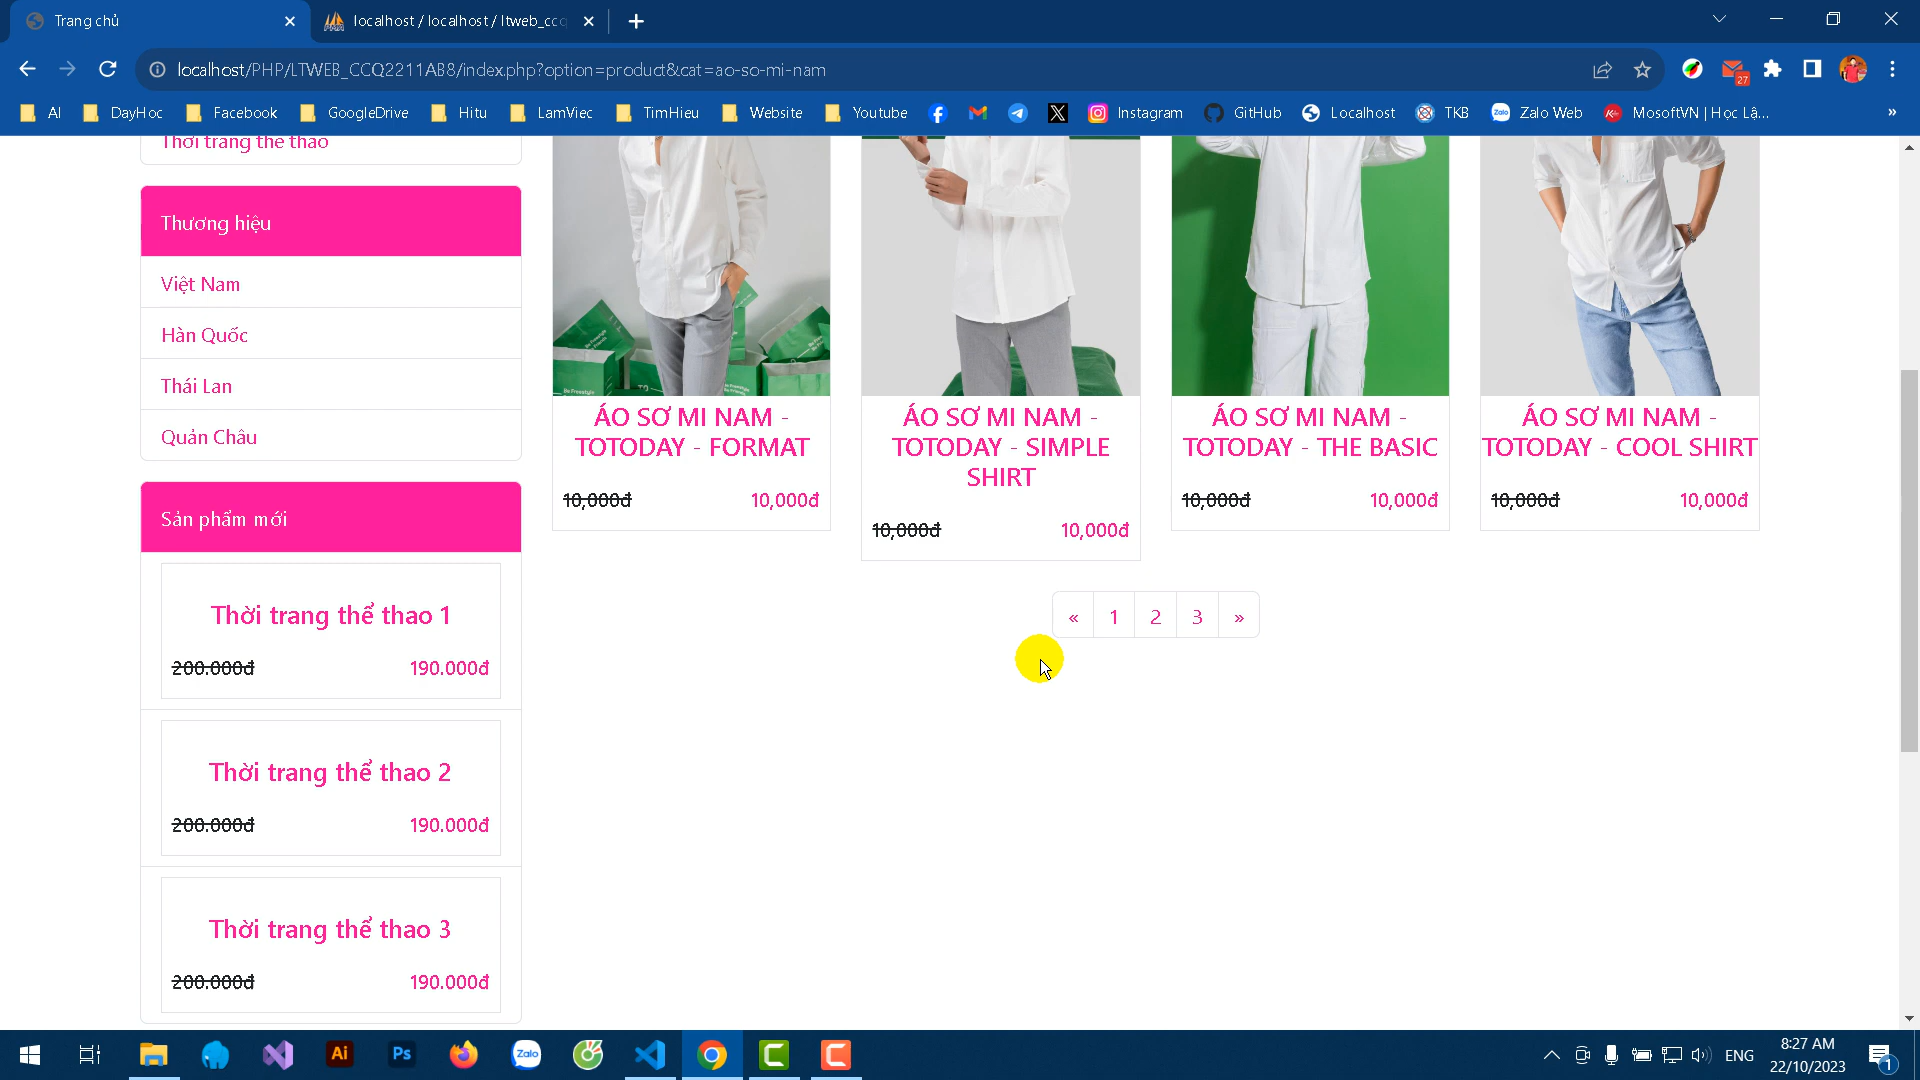 Trang chủ
localhost / localhost / ltweb_ccq
localhost/PHP/LTWEB_CCQ2211AB8/index.php?option=product&cat=ao-so-mi-nam
27
AI
DayHoc
Facebook
GoogleDrive
Hitu
LamViec
TimHieu
Website
Youtube
Instagram
GitHub
Localhost
TKB
Zalo
Zalo Web
MosoftVN | Học Lậ...
»
Thời trang thể thao
Thương hiệu
Việt Nam
Hàn Quốc
Thái Lan
Quản Châu
Sản phẩm mới
Thời trang thể thao 1
200.000đ 190.000đ
Thời trang thể thao 2
200.000đ 190.000đ
Thời trang thể thao 3
200.000đ 190.000đ
ÁO SƠ MI NAM -
TOTODAY - FORMAT
10,000đ 10,000đ
ÁO SƠ MI NAM -
TOTODAY - SIMPLE
SHIRT
10,000đ 10,000đ
ÁO SƠ MI NAM -
TOTODAY - THE BASIC
10,000đ 10,000đ
ÁO SƠ MI NAM -
TOTODAY - COOL SHIRT
10,000đ 10,000đ
« 1 2 3 »
Ai
Ps
Zalo
ENG
8:27 AM
22/10/2023
1